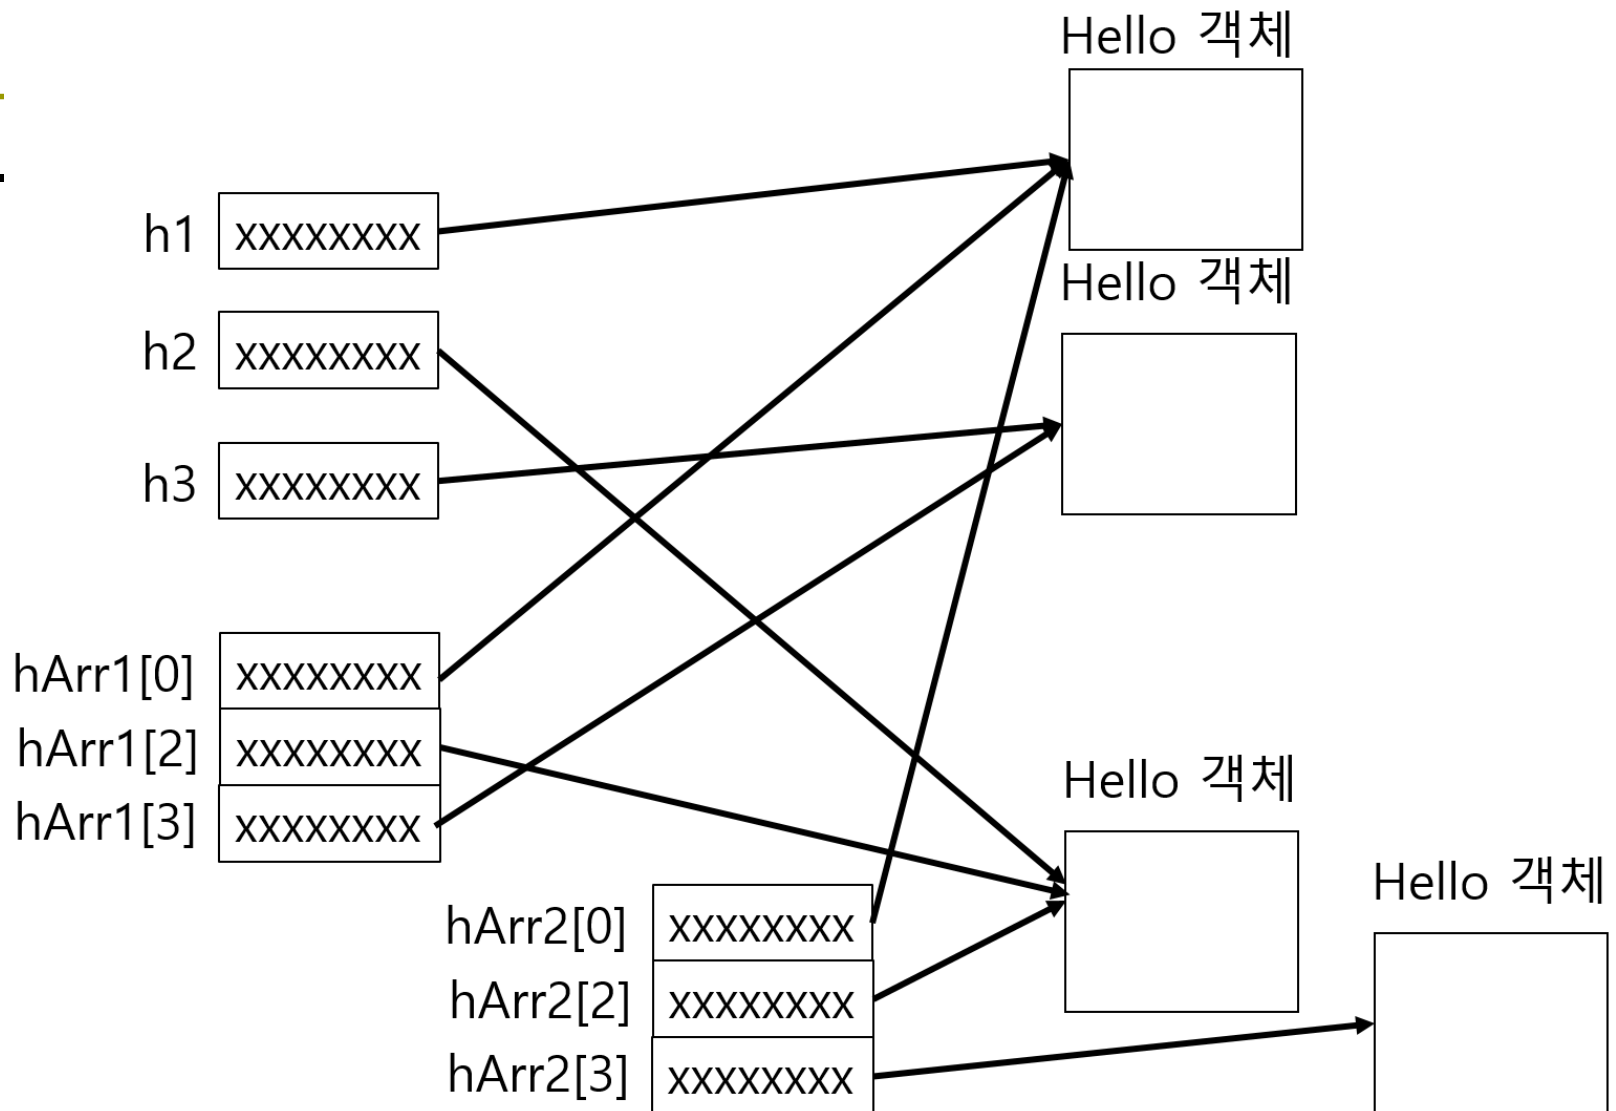 Hello 객체
h1 xxxxxxxx
Hello 객체
h2 xxxxxxxx
h3 xxxxxxxx
hArr1[0] xxxxxxxx
hArr1[2] xxxxxxxx
hArr1[3] xxxxxxxx
Hello 객체
Hello 객체
hArr2[0] xxxxxxxx
hArr2[2] xxxxxxxx
hArr2[3] xxxxxxxx